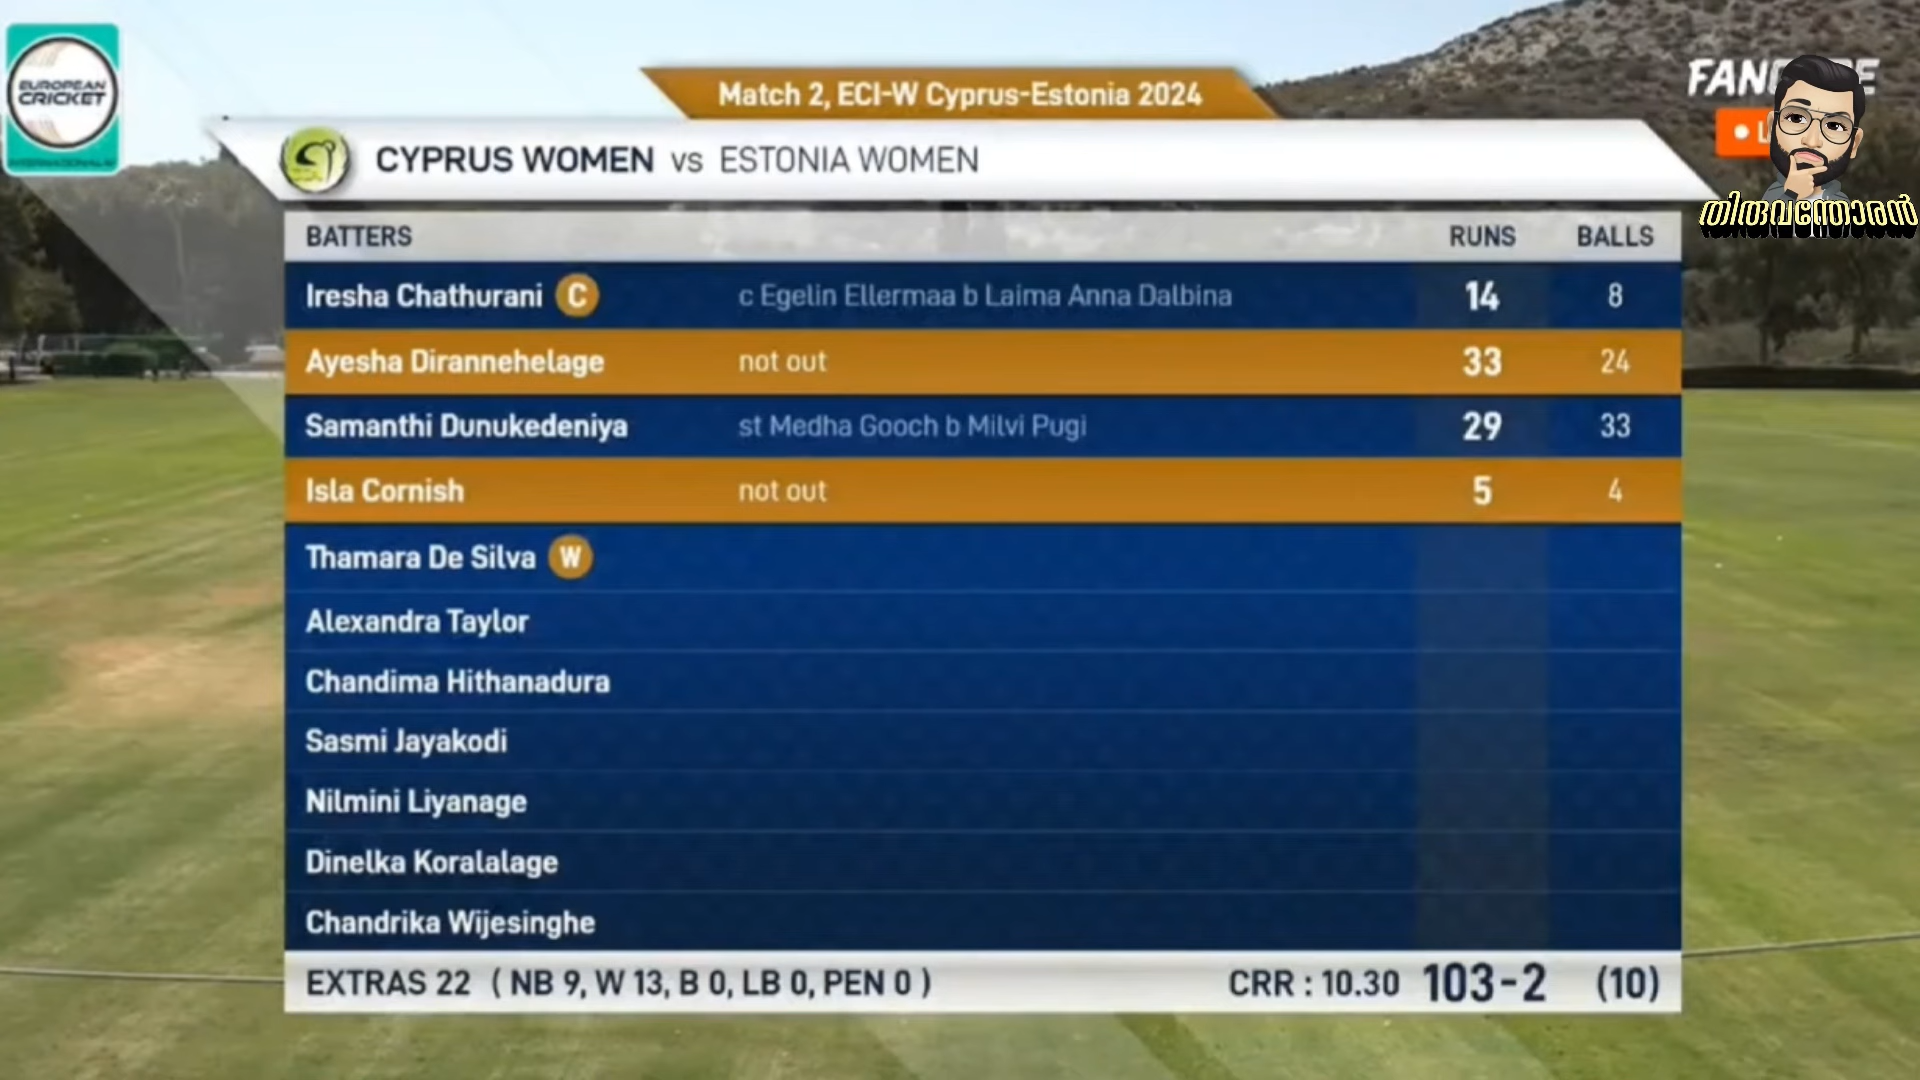 EUROPEAN
CRICKET
INTERNATIONAL
Match 2, ECI-W Cyprus-Estonia 2024
CYPRUS WOMEN vs ESTONIA WOMEN
തിരുവന്തോരൻ
BATTERS RUNS BALLS
Iresha Chathurani C c Egelin Ellermaa b Laima Anna Dalbina 14 8
Ayesha Dirannehelage not out 33 24
Samanthi Dunukedeniya st Medha Gooch b Milvi Pugi 29 33
Isla Cornish not out 5 4
Thamara De Silva W
Alexandra Taylor
Chandima Hithanadura
Sasmi Jayakodi
Nilmini Liyanage
Dinelka Koralalage
Chandrika Wijesinghe
EXTRAS 22 ( NB 9, W 13, B 0, LB 0, PEN 0 ) CRR : 10.30 103-2 (10)